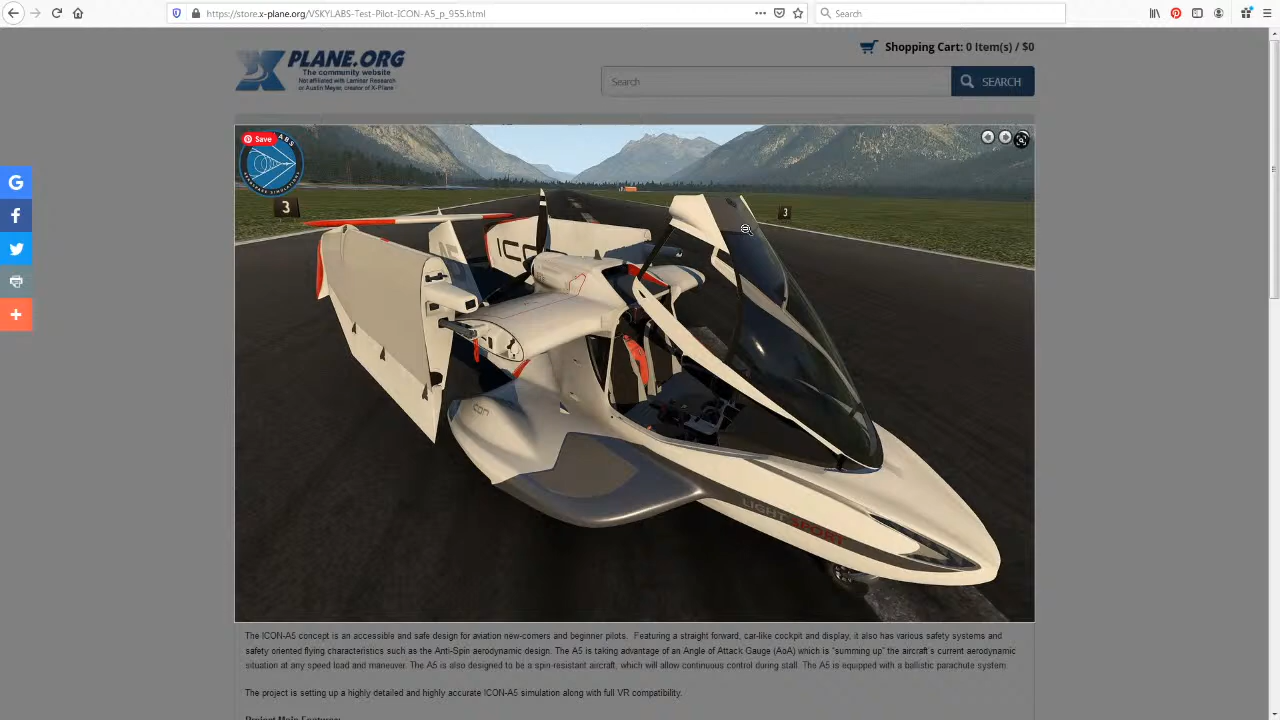 https://store.x-plane.org/VSKYLABS-Test-Pilot-ICON-A5_p_955.html
Search
X PLANE.ORG
The community website
Not affiliated with Laminar Research
or Austin Meyer, creator of X-Plane
Shopping Cart: 0 Item(s) / $0
Search
SEARCH
Save
LABS
AEROSPACE SIMULATIONS
3
3
ICO
icon
LIGHT SPORT
The ICON-A5 concept is an accessible and safe design for aviation new-comers and beginner pilots. Featuring a straight forward, car-like cockpit and display, it also has various safety systems and
safety oriented flying characteristics such as the Anti-Spin aerodynamic design. The A5 is taking advantage of an Angle of Attack Gauge (AoA) which is "summing up" the aircraft's current aerodynamic
situation at any speed load and maneuver. The A5 is also designed to be a spin-resistant aircraft, which will allow continuous control during stall. The A5 is equipped with a ballistic parachute system.
The project is setting up a highly detailed and highly accurate ICON-A5 simulation along with full VR compatibility.
Project Main Features: